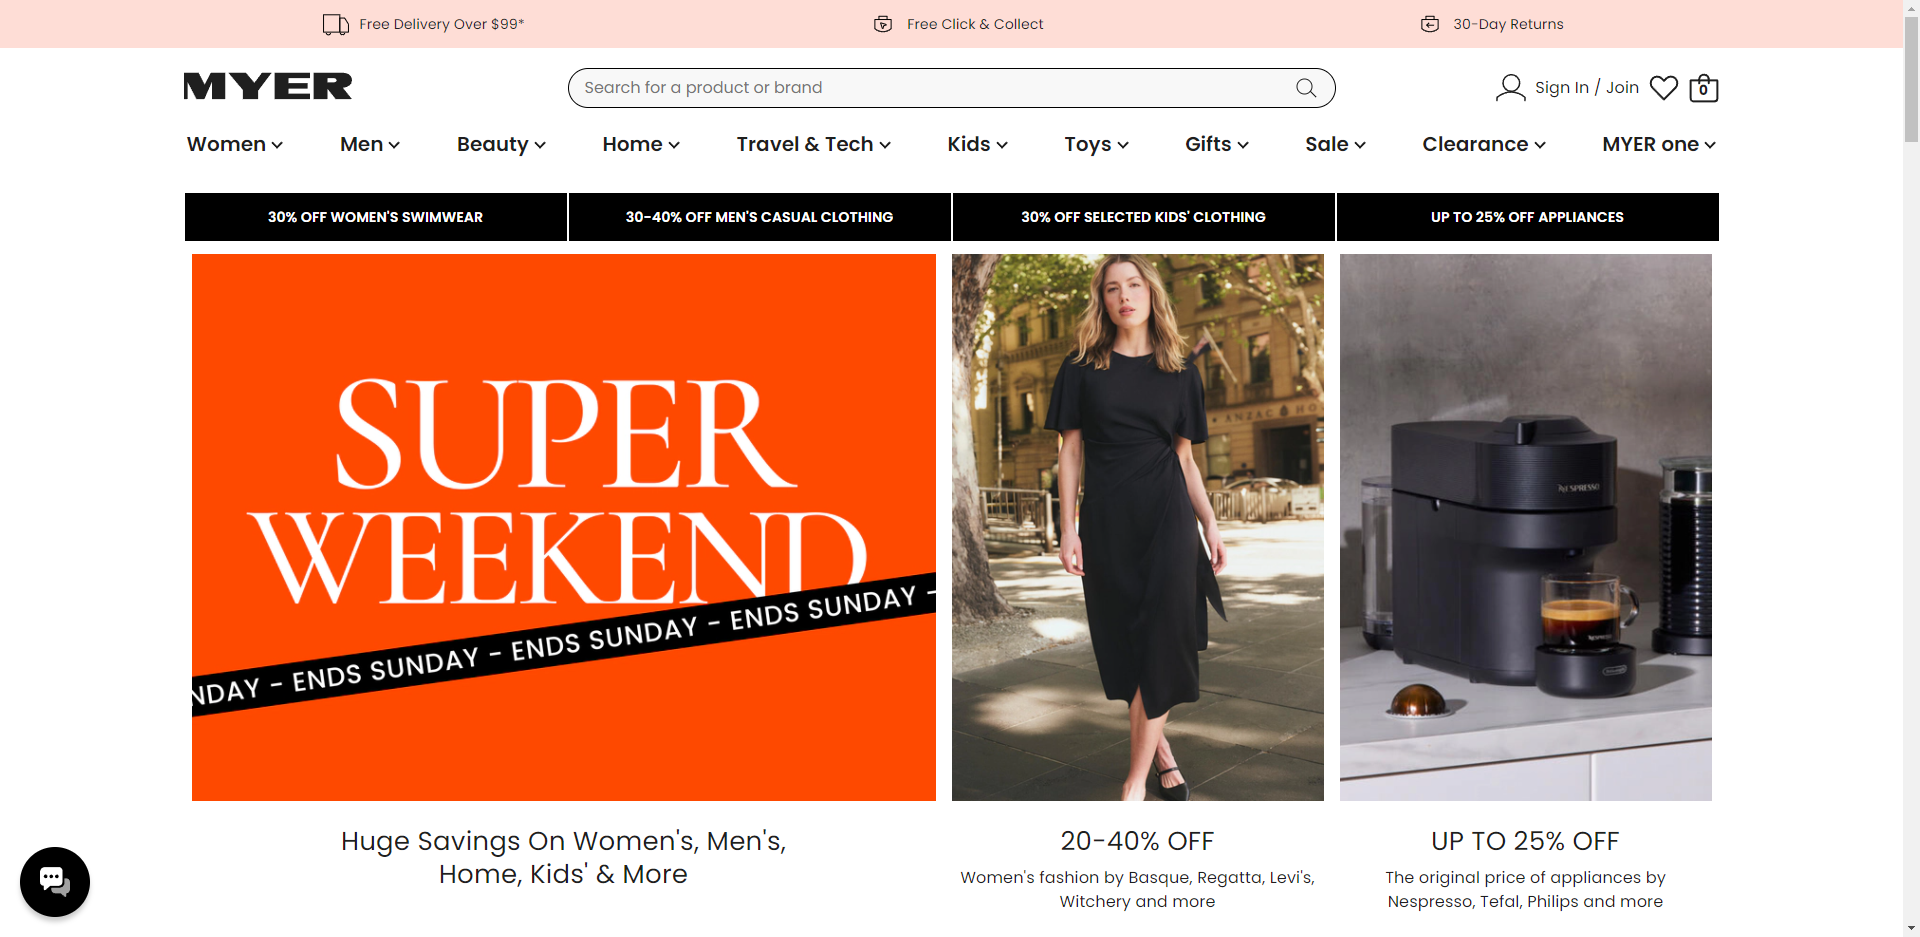 Free Delivery Over $99*
Free Click & Collect
30-Day Returns
MYER
Search for a product or brand
Sign In / Join
0
Women
Men
Beauty
Home
Travel & Tech
Kids
Toys
Gifts
Sale
Clearance
MYER one
30% OFF WOMEN'S SWIMWEAR
30-40% OFF MEN'S CASUAL CLOTHING
30% OFF SELECTED KIDS' CLOTHING
UP TO 25% OFF APPLIANCES
SUPER
WEEKEND
NDAY - ENDS SUNDAY - ENDS SUNDAY - ENDS SUNDAY -
ANZAC HO
NESPRESSO
NESPRESSO
Huge Savings On Women's, Men's,
Home, Kids' & More
20-40% OFF
Women's fashion by Basque, Regatta, Levi's,
Witchery and more
UP TO 25% OFF
The original price of appliances by
Nespresso, Tefal, Philips and more